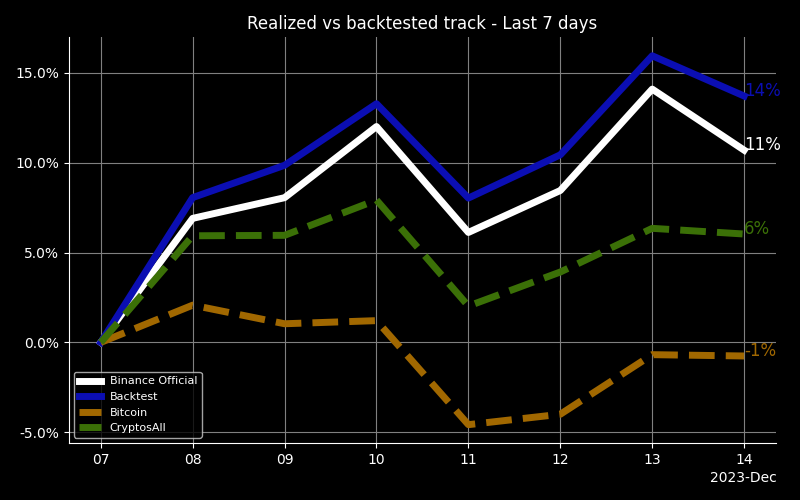 Realized vs backtested track - Last 7 days
15.0%
10.0%
5.0%
0.0%
-5.0%
14%
11%
6%
-1%
Binance Official
Backtest
Bitcoin
CryptosAll
07 08 09 10 11 12 13 14
2023-Dec